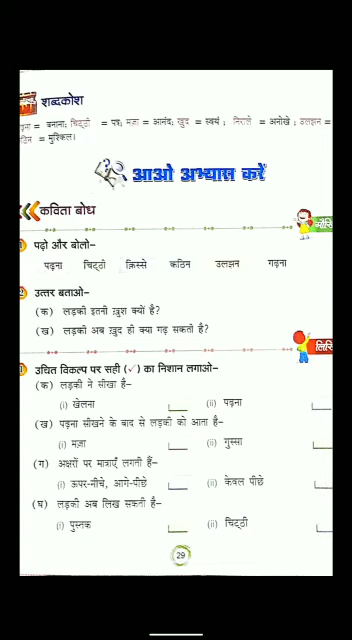 शब्दकोश
= बनाना; चिट्ठी = पत्र; मज़ा = आनंद; ख़ुद = स्वयं; निराले = अनोखे; उलझन =
= मुश्किल।
आओ अभ्यास करें
कविता बोध
पढ़ो और बोलो–
पढ़ना चिट्ठी क़िस्से कठिन उलझन गढ़ना
2 उत्तर बताओ–
(क) लड़की इतनी ख़ुश क्यों है?
(ख) लड़की अब ख़ुद ही क्या गढ़ सकती है?
उचित विकल्प पर सही (✓) का निशान लगाओ–
(क) लड़की ने सीखा है–
(i) खेलना (ii) पढ़ना
(ख) पढ़ना सीखने के बाद से लड़की को आता है–
(i) मज़ा (ii) गुस्सा
(ग) अक्षरों पर मात्राएँ लगती हैं–
(i) ऊपर-नीचे, आगे-पीछे (ii) केवल पीछे
(घ) लड़की अब लिख सकती है–
(i) पुस्तक (ii) चिट्ठी
29